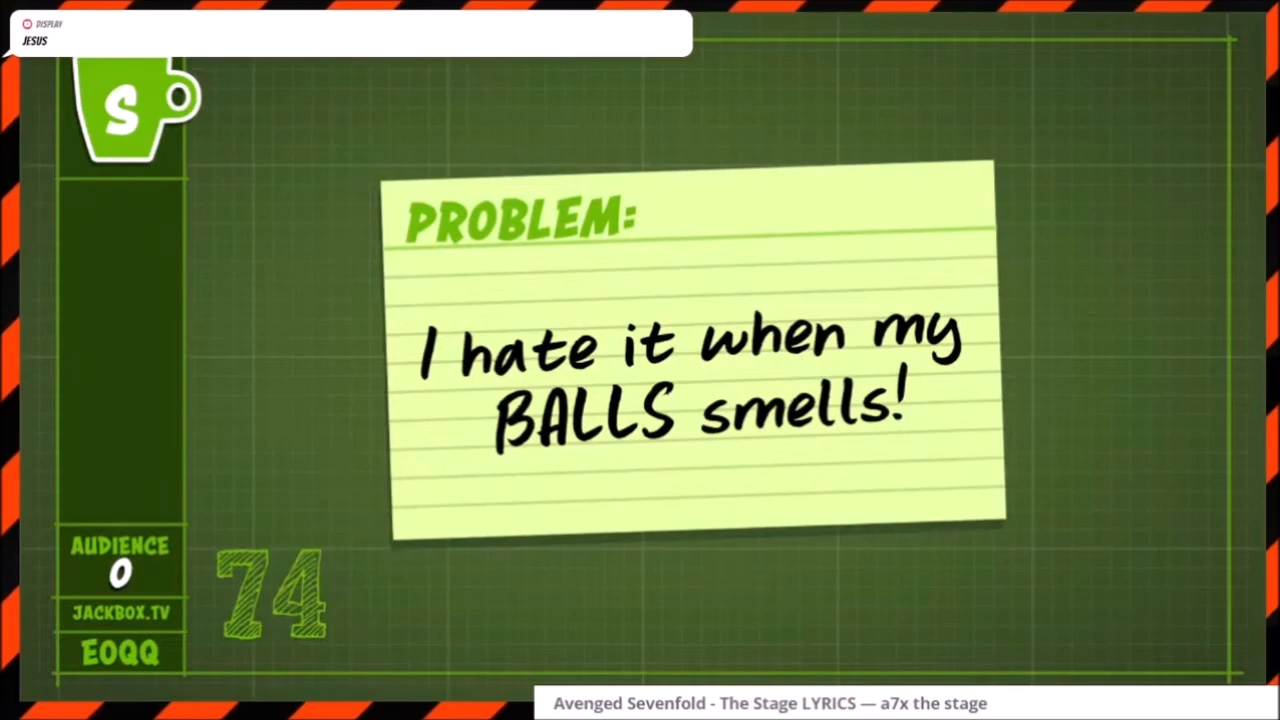 DISPLAY
JESUS
S
PROBLEM:
I hate it when my
BALLS smells!
AUDIENCE
0
JACKBOX.TV
EOQQ
74
Avenged Sevenfold - The Stage LYRICS — a7x the stage